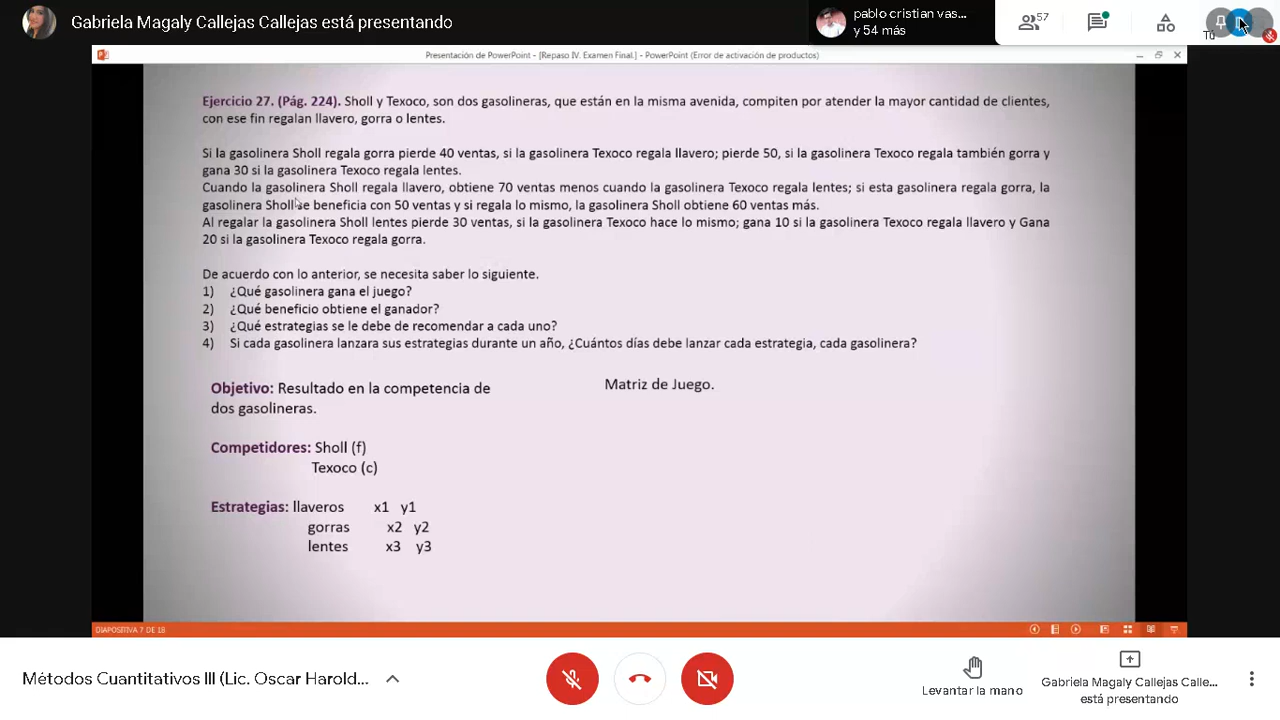 Gabriela Magaly Callejas Callejas está presentando
pablo cristian vas...
y 54 más
57
Tú
Presentación de PowerPoint - [Repaso IV. Examen Final.] - PowerPoint (Error de activación de productos)
Ejercicio 27. (Pág. 224). Sholl y Texoco, son dos gasolineras, que están en la misma avenida, compiten por atender la mayor cantidad de clientes,
con ese fin regalan llavero, gorra o lentes.
Si la gasolinera Sholl regala gorra pierde 40 ventas, si la gasolinera Texoco regala llavero; pierde 50, si la gasolinera Texoco regala también gorra y
gana 30 si la gasolinera Texoco regala lentes.
Cuando la gasolinera Sholl regala llavero, obtiene 70 ventas menos cuando la gasolinera Texoco regala lentes; si esta gasolinera regala gorra, la
gasolinera Sholl se beneficia con 50 ventas y si regala lo mismo, la gasolinera Sholl obtiene 60 ventas más.
Al regalar la gasolinera Sholl lentes pierde 30 ventas, si la gasolinera Texoco hace lo mismo; gana 10 si la gasolinera Texoco regala llavero y Gana
20 si la gasolinera Texoco regala gorra.
De acuerdo con lo anterior, se necesita saber lo siguiente.
1) ¿Qué gasolinera gana el juego?
2) ¿Qué beneficio obtiene el ganador?
3) ¿Qué estrategias se le debe de recomendar a cada uno?
4) Si cada gasolinera lanzara sus estrategias durante un año, ¿Cuántos días debe lanzar cada estrategia, cada gasolinera?
Objetivo: Resultado en la competencia de
dos gasolineras.
Matriz de Juego.
Competidores: Sholl (f)
Texoco (c)
Estrategias: llaveros x1 y1
gorras x2 y2
lentes x3 y3
DIAPOSITIVA 7 DE 18
Métodos Cuantitativos III (Lic. Oscar Harold...
Levantar la mano
Gabriela Magaly Callejas Calle...
está presentando